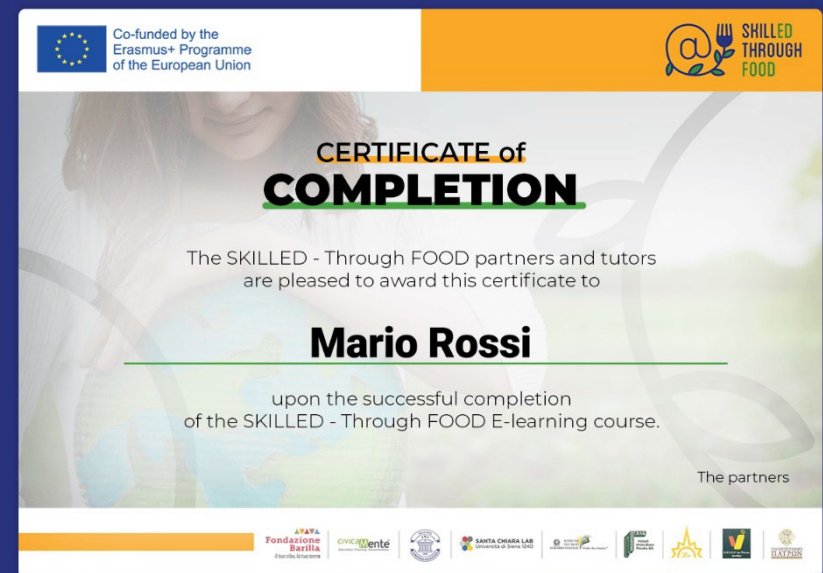 Co-funded by the
Erasmus+ Programme
of the European Union
SKILLED
THROUGH
FOOD
CERTIFICATE of
COMPLETION
The SKILLED - Through FOOD partners and tutors
are pleased to award this certificate to
Mario Rossi
upon the successful completion
of the SKILLED - Through FOOD E-learning course.
The partners
Fondazione
Barilla
CIVICAMENTE
SANTA CHIARA LAB
Università di Siena 1240